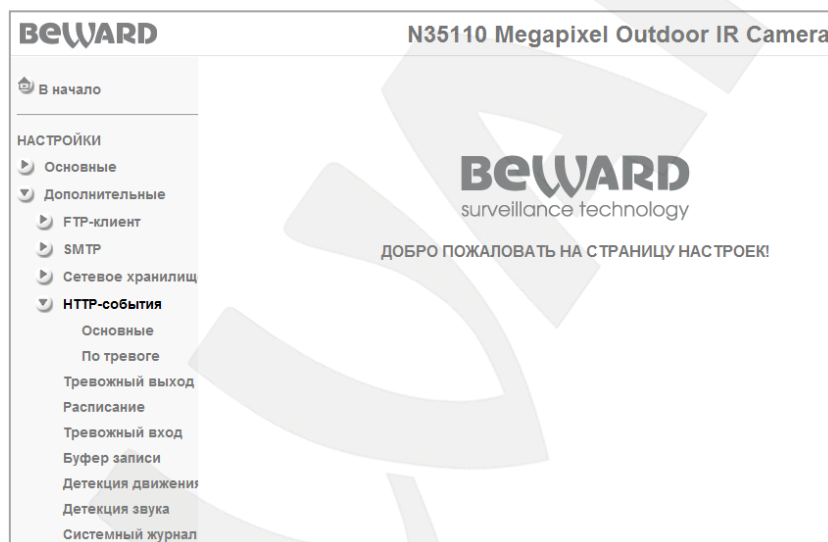 BEWARD
N35110 Megapixel Outdoor IR Camera
В начало
НАСТРОЙКИ
Основные
Дополнительные
FTP-клиент
SMTP
Сетевое хранилищ
HTTP-события
Основные
По тревоге
Тревожный выход
Расписание
Тревожный вход
Буфер записи
Детекция движения
Детекция звука
Системный журнал
BEWARD
surveillance technology
ДОБРО ПОЖАЛОВАТЬ НА СТРАНИЦУ НАСТРОЕК!